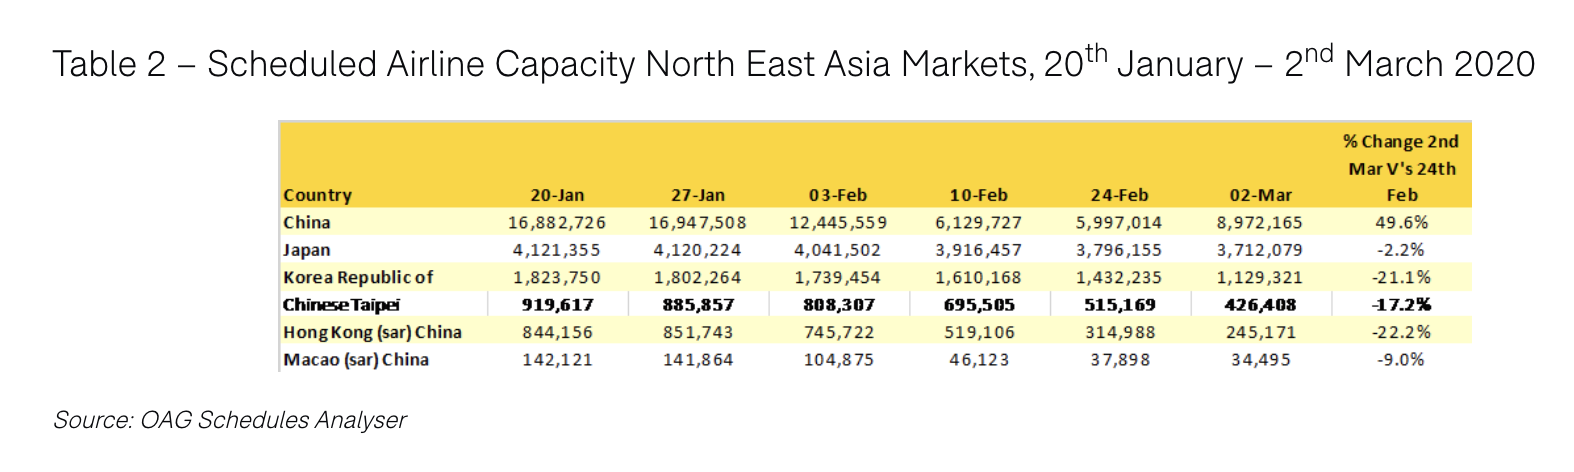 Table 2 – Scheduled Airline Capacity North East Asia Markets, 20th January – 2nd March 2020
% Change 2nd
Mar V's 24th
Country 20-Jan 27-Jan 03-Feb 10-Feb 24-Feb 02-Mar Feb
China 16,882,726 16,947,508 12,445,559 6,129,727 5,997,014 8,972,165 49.6%
Japan 4,121,355 4,120,224 4,041,502 3,916,457 3,796,155 3,712,079 -2.2%
Korea Republic of 1,823,750 1,802,264 1,739,454 1,610,168 1,432,235 1,129,321 -21.1%
Chinese Taipei 919,617 885,857 808,307 695,505 515,169 426,408 -17.2%
Hong Kong (sar) China 844,156 851,743 745,722 519,106 314,988 245,171 -22.2%
Macao (sar) China 142,121 141,864 104,875 46,123 37,898 34,495 -9.0%
Source: OAG Schedules Analyser